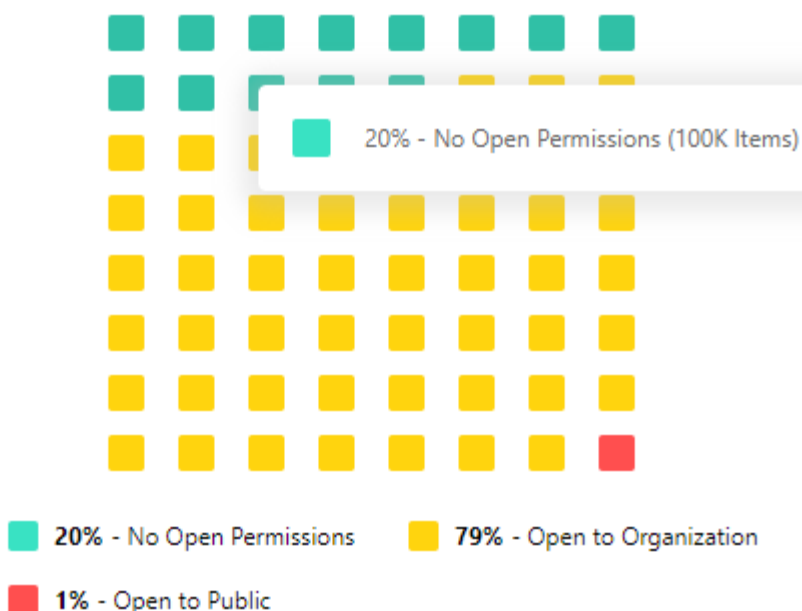 20% - No Open Permissions (100K Items)
20% - No Open Permissions
79% - Open to Organization
1% - Open to Public